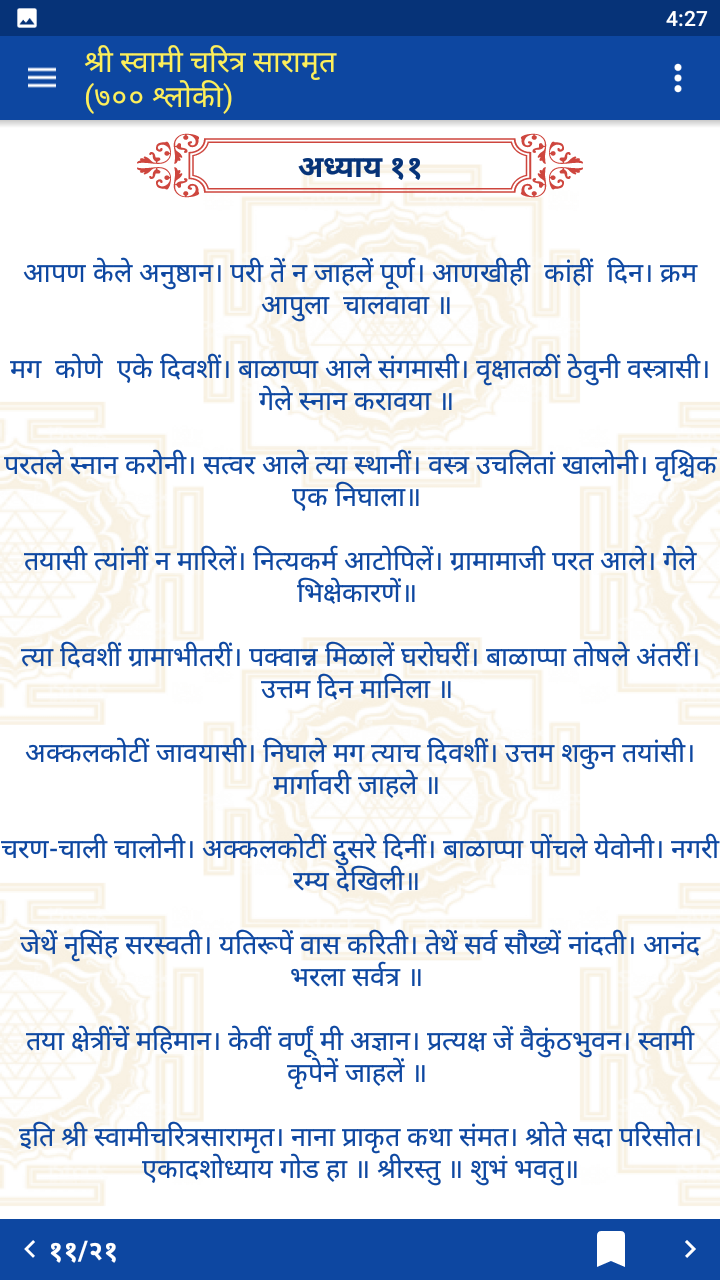 4:27
श्री स्वामी चरित्र सारामृत
(७०० श्लोकी)
अध्याय ११
आपण केले अनुष्ठान। परी तें न जाहलें पूर्ण। आणखीही कांहीं दिन। क्रम
आपुला चालवावा ॥
मग कोणे एके दिवशीं। बाळाप्पा आले संगमासी। वृक्षातळीं ठेवुनी वस्त्रासी।
गेले स्नान करावया ॥
परतले स्नान करोनी। सत्वर आले त्या स्थानीं। वस्त्र उचलितां खालोनी। वृश्चिक
एक निघाला॥
तयासी त्यांनीं न मारिलें। नित्यकर्म आटोपिलें। ग्रामामाजी परत आले। गेले
भिक्षेकारणें॥
त्या दिवशीं ग्रामाभीतरीं। पक्वान्न मिळालें घरोघरीं। बाळाप्पा तोषले अंतरीं।
उत्तम दिन मानिला ॥
अक्कलकोटीं जावयासी। निघाले मग त्याच दिवशीं। उत्तम शकुन तयांसी।
मार्गावरी जाहले ॥
चरण-चाली चालोनी। अक्कलकोटीं दुसरे दिनीं। बाळाप्पा पोंचले येवोनी। नगरी
रम्य देखिली॥
जेथें नृसिंह सरस्वती। यतिरूपें वास करिती। तेथें सर्व सौख्यें नांदती। आनंद
भरला सर्वत्र ॥
तया क्षेत्रींचें महिमान। केवीं वर्णूं मी अज्ञान। प्रत्यक्ष जें वैकुंठभुवन। स्वामी
कृपेनें जाहलें ॥
इति श्री स्वामीचरित्रसारामृत। नाना प्राकृत कथा संमत। श्रोते सदा परिसोत।
एकादशोध्याय गोड हा ॥ श्रीरस्तु ॥ शुभं भवतु॥
११/२१